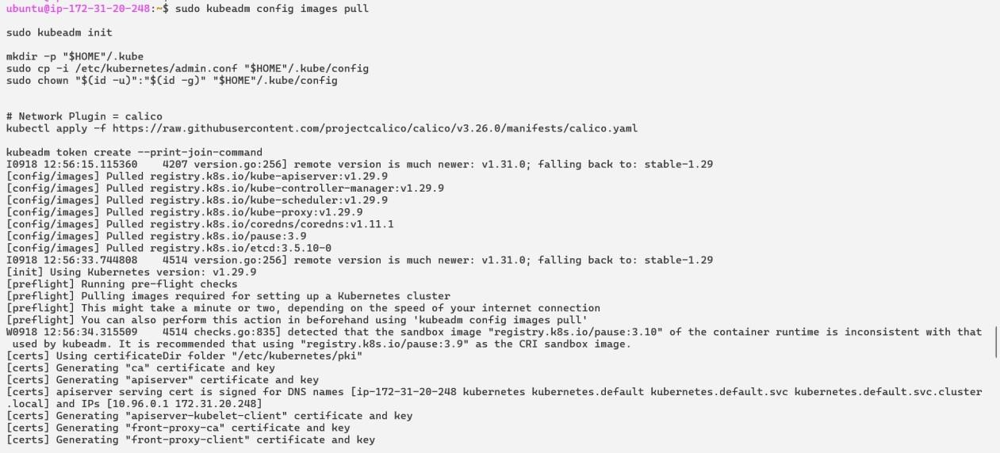 ubuntu@ip-172-31-20-248:~$ sudo kubeadm config images pull
sudo kubeadm init
mkdir -p "$HOME"/.kube
sudo cp -i /etc/kubernetes/admin.conf "$HOME"/.kube/config
sudo chown "$(id -u)":"$(id -g)" "$HOME"/.kube/config
# Network Plugin = calico
kubectl apply -f https://raw.githubusercontent.com/projectcalico/calico/v3.26.0/manifests/calico.yaml
kubeadm token create --print-join-command
I0918 12:56:15.115360    4207 version.go:256] remote version is much newer: v1.31.0; falling back to: stable-1.29
[config/images] Pulled registry.k8s.io/kube-apiserver:v1.29.9
[config/images] Pulled registry.k8s.io/kube-controller-manager:v1.29.9
[config/images] Pulled registry.k8s.io/kube-scheduler:v1.29.9
[config/images] Pulled registry.k8s.io/kube-proxy:v1.29.9
[config/images] Pulled registry.k8s.io/coredns/coredns:v1.11.1
[config/images] Pulled registry.k8s.io/pause:3.9
[config/images] Pulled registry.k8s.io/etcd:3.5.10-0
I0918 12:56:33.744808    4514 version.go:256] remote version is much newer: v1.31.0; falling back to: stable-1.29
[init] Using Kubernetes version: v1.29.9
[preflight] Running pre-flight checks
[preflight] Pulling images required for setting up a Kubernetes cluster
[preflight] This might take a minute or two, depending on the speed of your internet connection
[preflight] You can also perform this action in beforehand using 'kubeadm config images pull'
W0918 12:56:34.315509    4514 checks.go:835] detected that the sandbox image "registry.k8s.io/pause:3.10" of the container runtime is inconsistent with that
used by kubeadm. It is recommended that using "registry.k8s.io/pause:3.9" as the CRI sandbox image.
[certs] Using certificateDir folder "/etc/kubernetes/pki"
[certs] Generating "ca" certificate and key
[certs] Generating "apiserver" certificate and key
[certs] apiserver serving cert is signed for DNS names [ip-172-31-20-248 kubernetes kubernetes.default kubernetes.default.svc kubernetes.default.svc.cluster
.local] and IPs [10.96.0.1 172.31.20.248]
[certs] Generating "apiserver-kubelet-client" certificate and key
[certs] Generating "front-proxy-ca" certificate and key
[certs] Generating "front-proxy-client" certificate and key